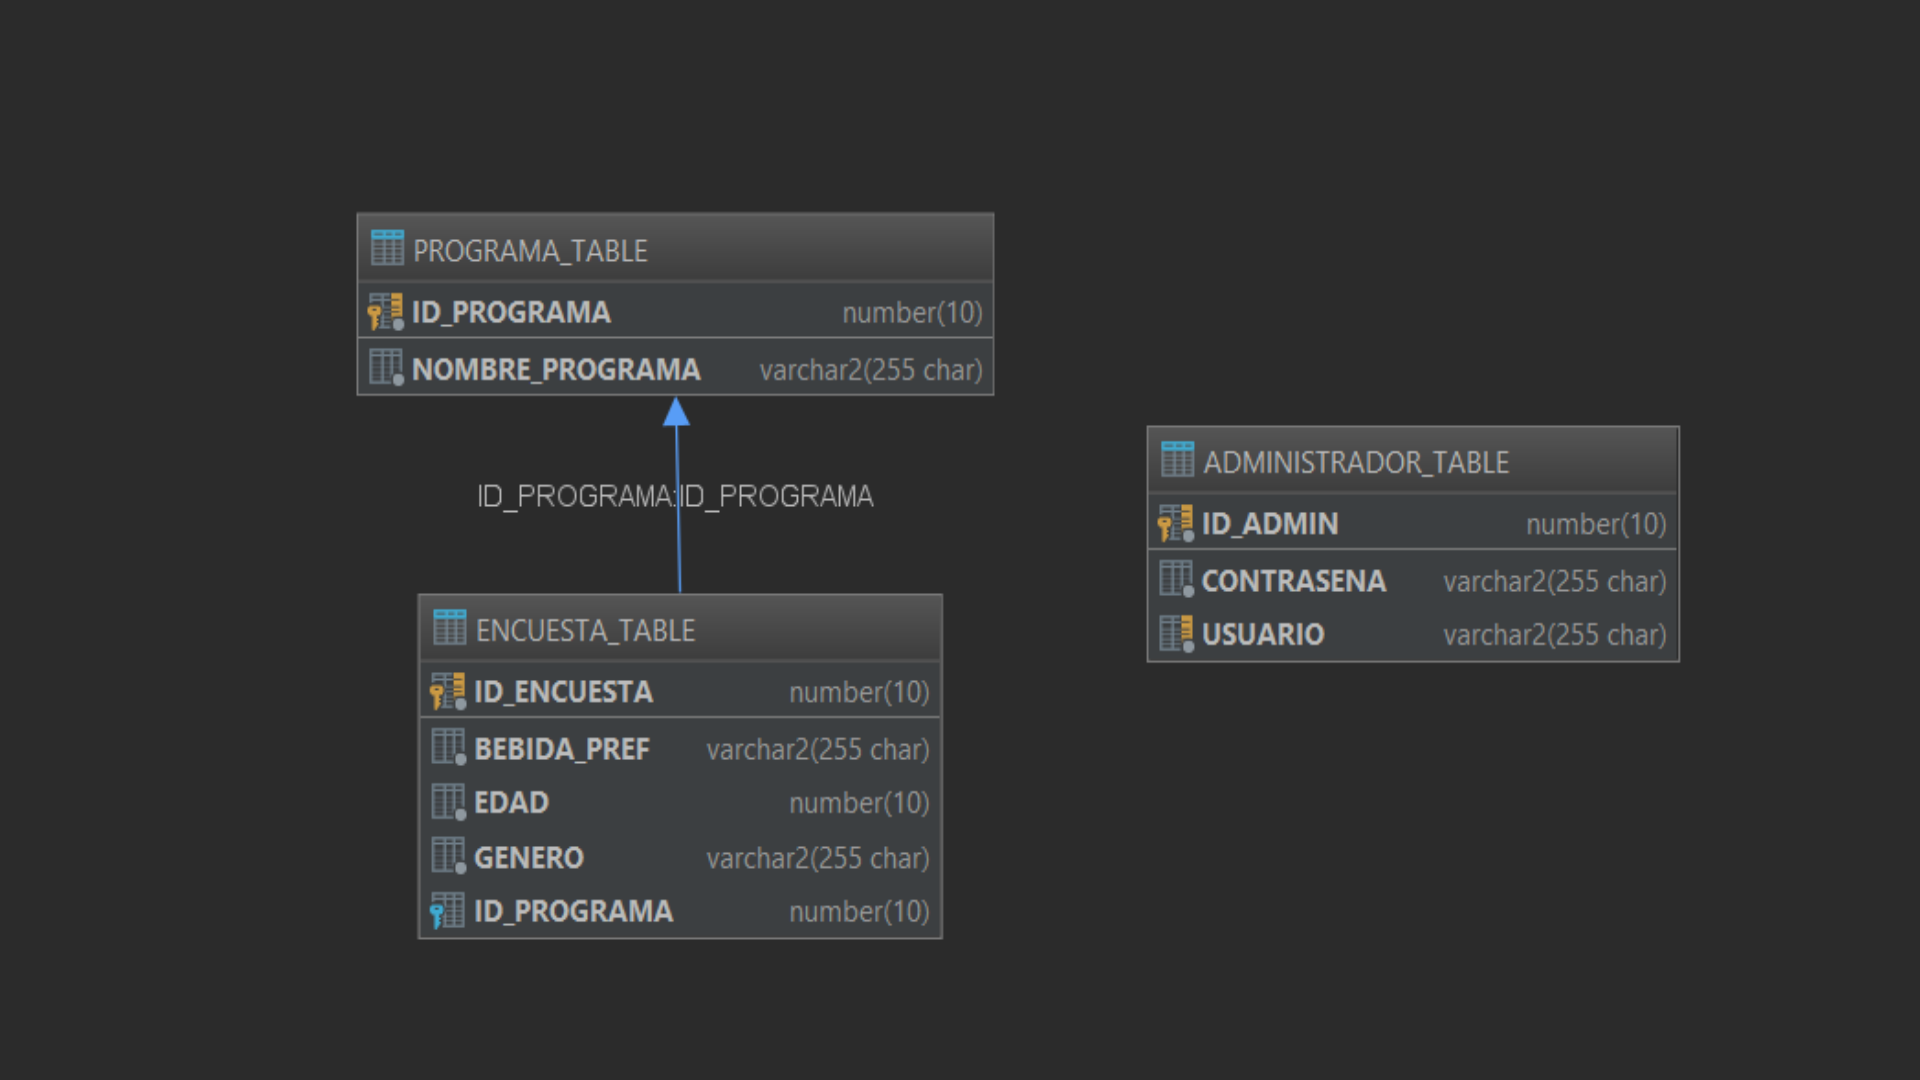 PROGRAMA_TABLE
ID_PROGRAMA number(10)
NOMBRE_PROGRAMA varchar2(255 char)
ID_PROGRAMA:ID_PROGRAMA
ENCUESTA_TABLE
ID_ENCUESTA number(10)
BEBIDA_PREF varchar2(255 char)
EDAD number(10)
GENERO varchar2(255 char)
ID_PROGRAMA number(10)
ADMINISTRADOR_TABLE
ID_ADMIN number(10)
CONTRASENA varchar2(255 char)
USUARIO varchar2(255 char)